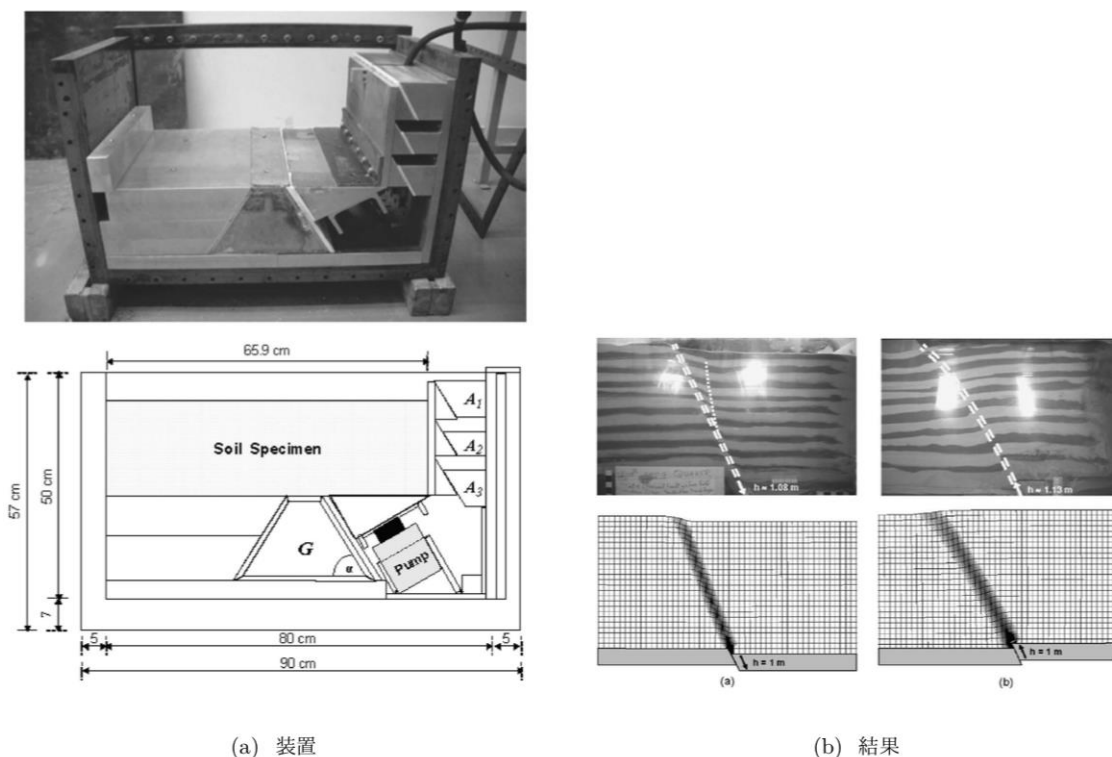 65.9 cm
57 cm
50 cm
7
Soil Specimen
A1
A2
A3
G
α
Pump
5
80 cm
5
90 cm
h = 1.08 m
h = 1.13 m
h = 1 m
h = 1 m
(a)
(b)
(a) 装置
(b) 結果